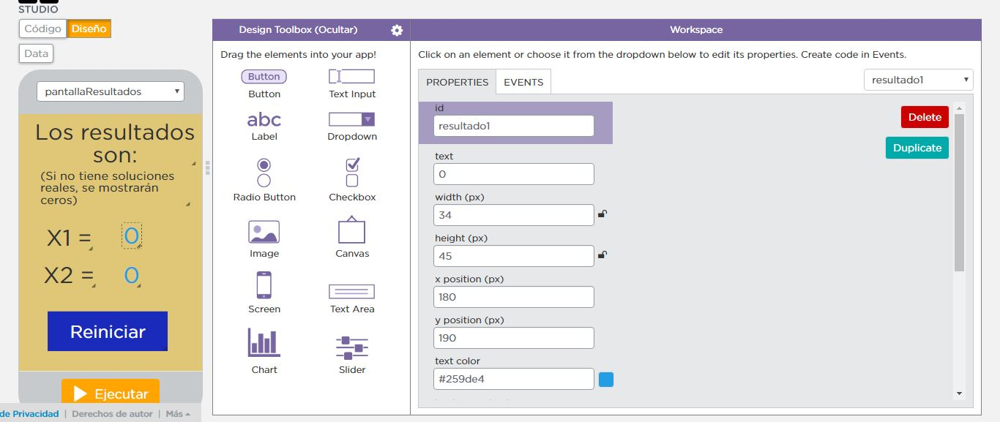 STUDIO
Código Diseño
Data
pantallaResultados
Los resultados
son:
(Si no tiene soluciones
reales, se mostrarán
ceros)
X1 = 0
X2 = 0
Reiniciar
Ejecutar
de Privacidad | Derechos de autor | Más
Design Toolbox (Ocultar)
Drag the elements into your app!
Button
Button
Text Input
abc
Label
Dropdown
Radio Button
Checkbox
Image
Canvas
Screen
Text Area
Chart
Slider
Workspace
Click on an element or choose it from the dropdown below to edit its properties. Create code in Events.
PROPERTIES EVENTS
resultado1
id
resultado1
Delete
Duplicate
text
0
width (px)
34
height (px)
45
x position (px)
180
y position (px)
190
text color
#259de4